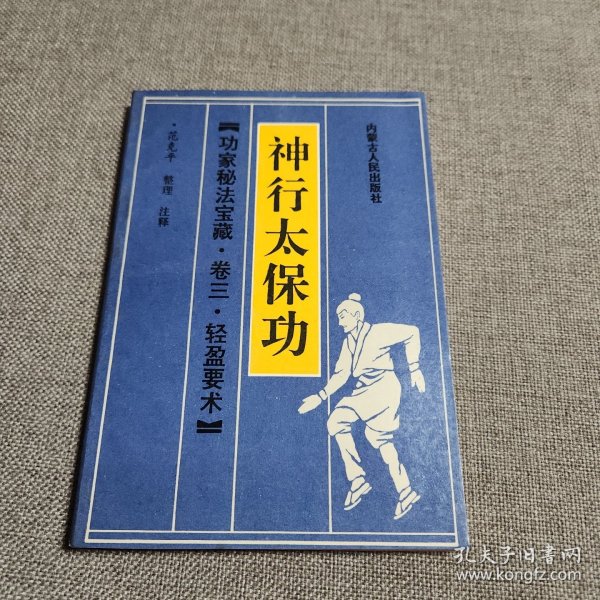 内蒙古人民出版社
神行太保功
【功家秘法宝藏·卷三·轻盈要术】
·范克平 整理 注释
孔夫子旧书网
www.kongfz.com